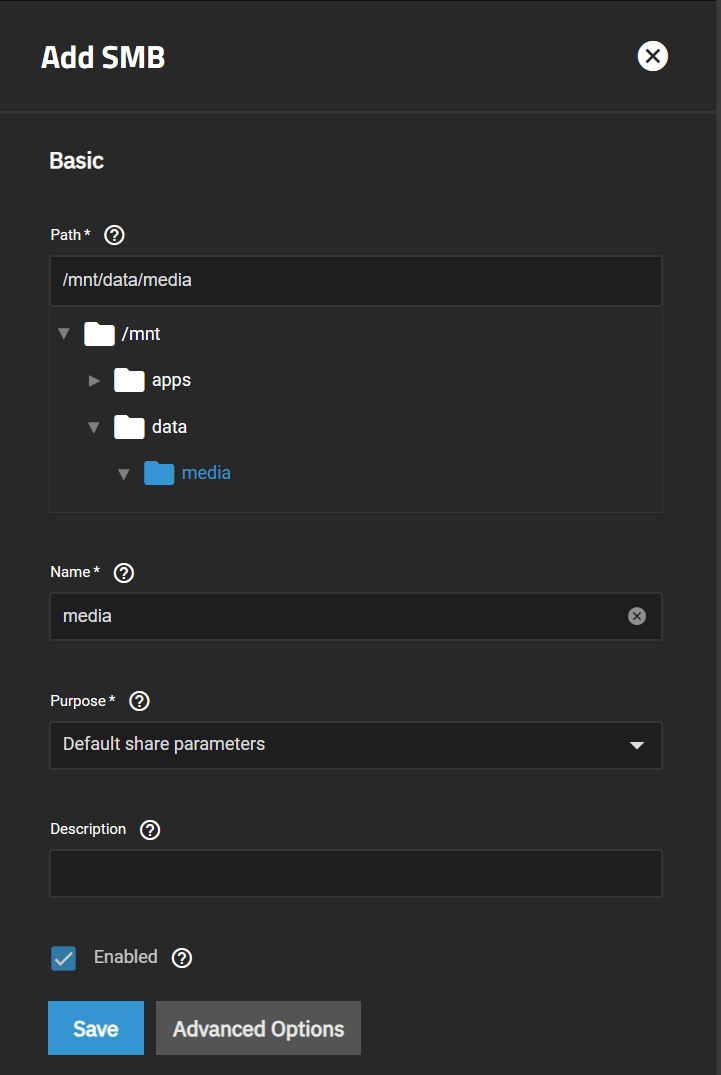 Add SMB
Basic
Path *
/mnt/data/media
/mnt
apps
data
media
Name *
media
Purpose *
Default share parameters
Description
Enabled
Save Advanced Options